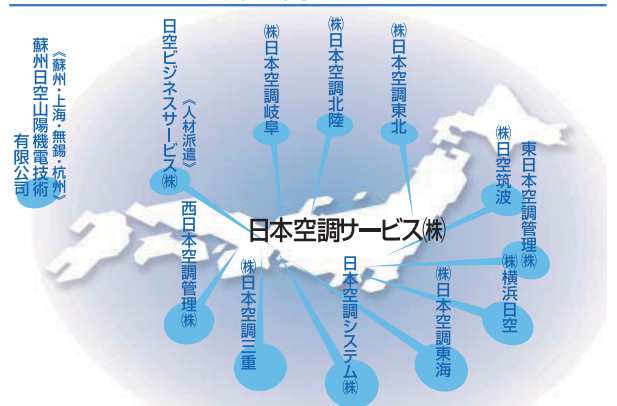 《蘇州・上海・無錫・杭州》
蘇州日空山陽機電技術
有限公司
《人材派遣》
日空ビジネスサービス㈱
㈱日本空調岐阜
㈱日本空調北陸
㈱日本空調東北
㈱日空筑波
東日本空調管理㈱
日本空調サービス㈱
西日本空調管理㈱
㈱日本空調三重
日本空調システム㈱
㈱日本空調東海
㈱横浜日空